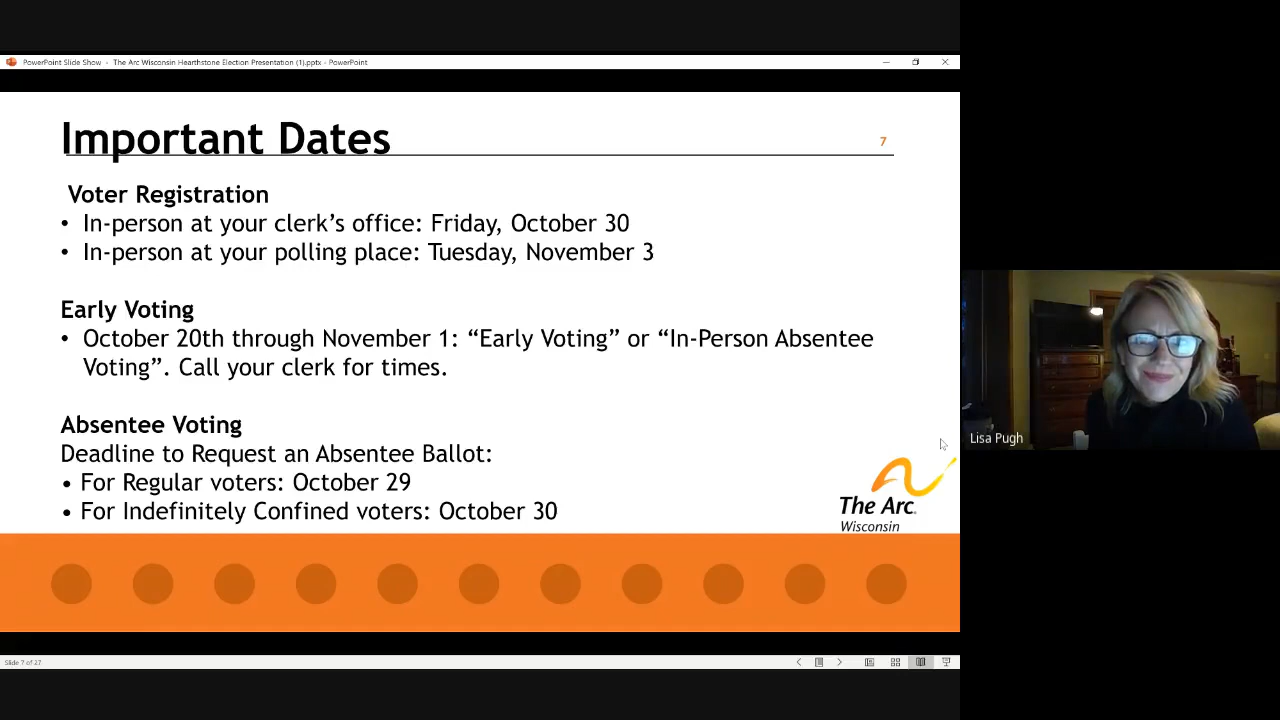 PowerPoint Slide Show - The Arc Wisconsin Hearthstone Election Presentation (1).pptx - PowerPoint
Important Dates
7
Voter Registration
• In-person at your clerk’s office: Friday, October 30
• In-person at your polling place: Tuesday, November 3
Early Voting
• October 20th through November 1: “Early Voting” or “In-Person Absentee
Voting”. Call your clerk for times.
Absentee Voting
Deadline to Request an Absentee Ballot:
• For Regular voters: October 29
• For Indefinitely Confined voters: October 30
The Arc.
Wisconsin
Lisa Pugh
Slide 7 of 27